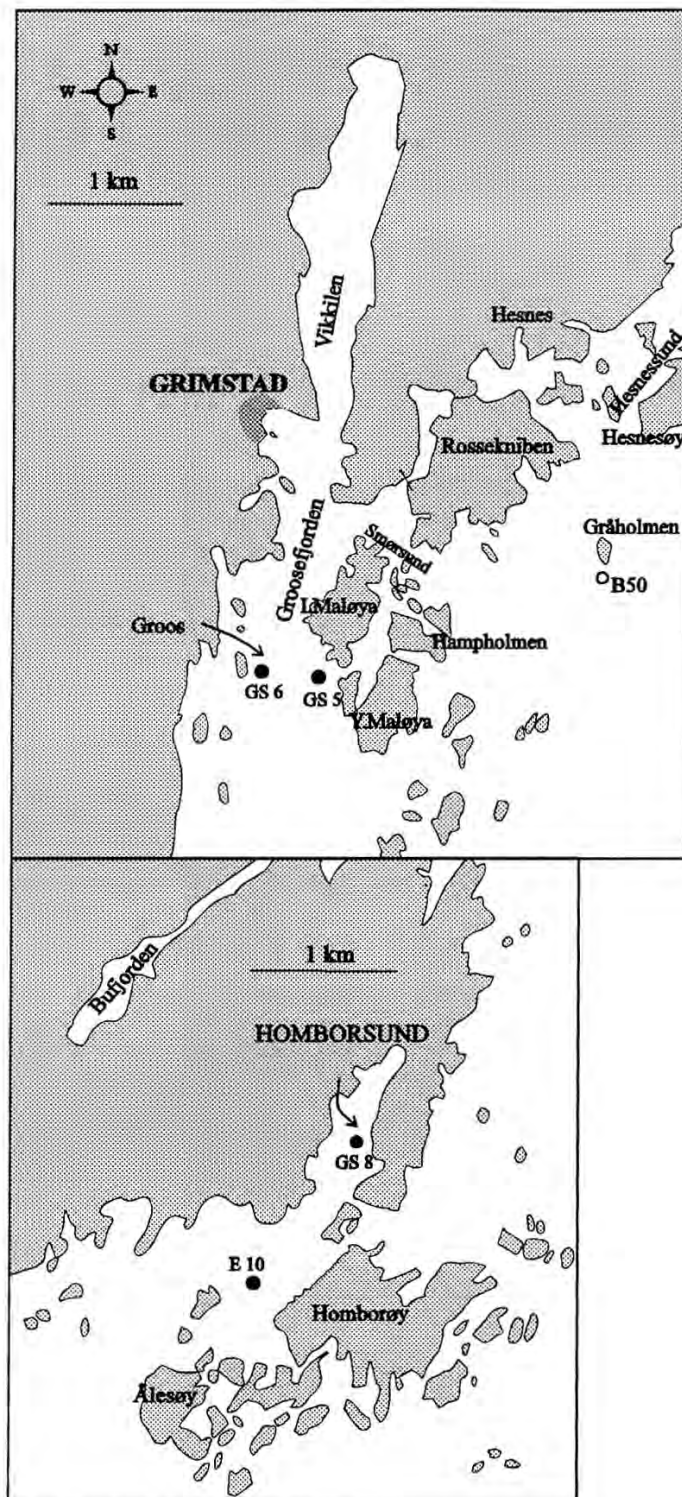 N
W E
S
1 km
Vikkilen
Hesnes
GRIMSTAD
Hesnessund
Rossekniben
Hesnesøy
Groosefjorden
Gråholmen
Smørsund
B50
I.Maløya
Groos
Hampholmen
GS 6
GS 5
Y.Maløya
1 km
Bufjorden
HOMBORSUND
GS 8
E 10
Homborøy
Ålesøy